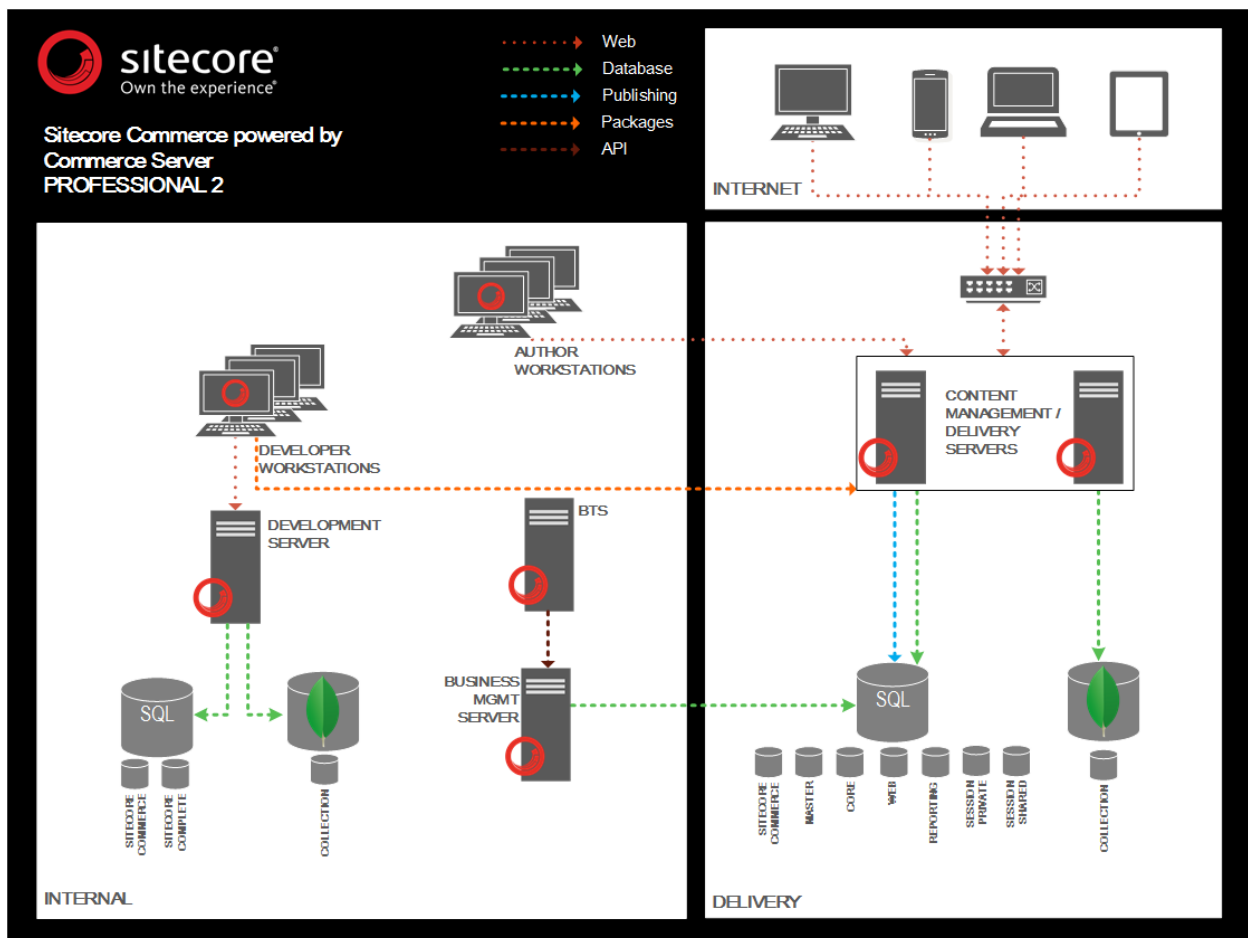 sitecore®
Own the experience®
Sitecore Commerce powered by
Commerce Server
PROFESSIONAL 2
Web
Database
Publishing
Packages
API
INTERNET
AUTHOR
WORKSTATIONS
DEVELOPER
WORKSTATIONS
DEVELOPMENT
SERVER
BTS
BUSINESS
MGMT
SERVER
SQL
SITECORE
COMMERCE
SITECORE
COMPLETE
COLLECTION
INTERNAL
CONTENT
MANAGEMENT /
DELIVERY
SERVERS
SQL
SITECORE
COMMERCE
MASTER
CORE
WEB
REPORTING
SESSION
PRIVATE
SESSION
SHARED
COLLECTION
DELIVERY